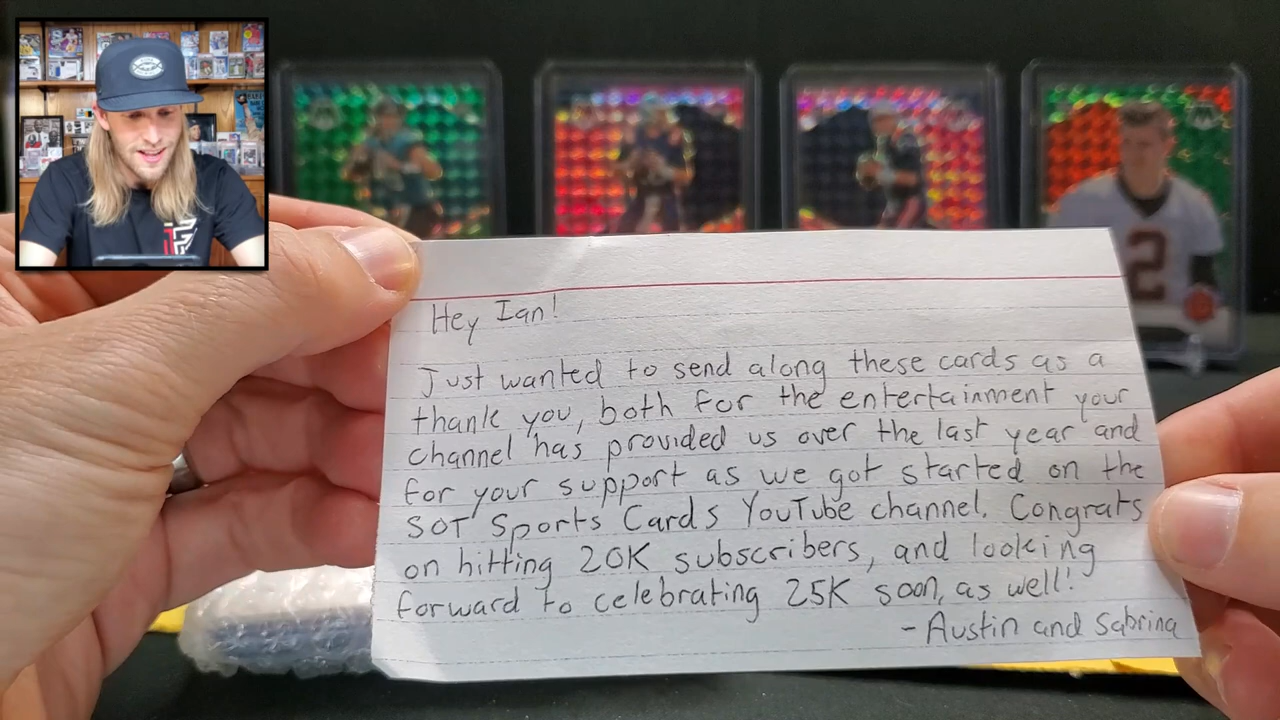 Hey Ian!
Just wanted to send along these cards as a
thank you, both for the entertainment your
channel has provided us over the last year and
for your support as we got started on the
SOT Sports Cards YouTube channel. Congrats
on hitting 20K subscribers, and looking
forward to celebrating 25K soon, as well!
- Austin and Sabrina